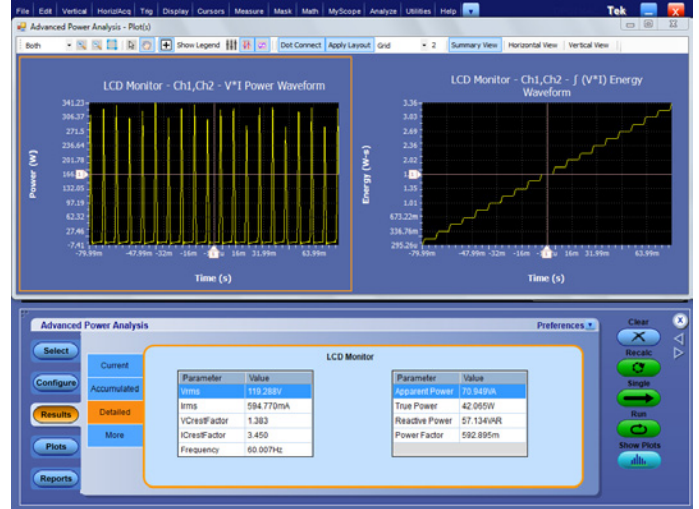 File Edit Vertical Horiz/Acq Trig Display Cursors Measure Mask Math MyScope Analyze Utilities Help Tek
Advanced Power Analysis - Plot(s)
Both Show Legend Dot Connect Apply Layout Grid 2 Summary View Horizontal View Vertical View
LCD Monitor - Ch1,Ch2 - V*I Power Waveform
341.23
306.37
271.5
236.64
201.78
132.05
97.19
62.32
27.46
-7.41
Power (W)
-79.99m -47.99m -32m -16m 16m 31.99m 63.99m
Time (s)
LCD Monitor - Ch1,Ch2 - ∫ (V*I) Energy
Waveform
3.36
3.03
2.69
2.36
2.02
1.35
1.01
673.22m
336.76m
295.26u
Energy (W-s)
-79.99m -47.99m -32m -16m 16m 31.99m 63.99m
Time (s)
Advanced Power Analysis Preferences
Select
Configure
Results
Plots
Reports
Current
Accumulated
Detailed
More
LCD Monitor
Parameter Value
Vrms 119.288V
Irms 594.770mA
VCrestFactor 1.383
ICrestFactor 3.450
Frequency 60.007Hz
Parameter Value
Apparent Power 70.949VA
True Power 42.065W
Reactive Power 57.134VAR
Power Factor 592.895m
Clear
Recalc
Single
Run
Show Plots